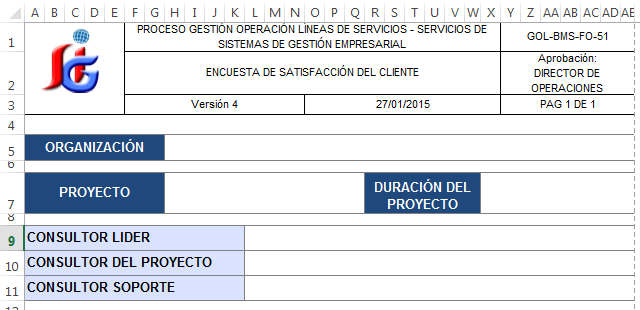 A B C D E F G H I J K L M N O P Q R S T U V W X Y Z AA AB AC AD AE
1
PROCESO GESTIÓN OPERACIÓN LÍNEAS DE SERVICIOS - SERVICIOS DE
SISTEMAS DE GESTIÓN EMPRESARIAL
GOL-BMS-FO-51
2
ENCUESTA DE SATISFACCIÓN DEL CLIENTE
Aprobación:
DIRECTOR DE
OPERACIONES
3
Versión 4
27/01/2015
PAG 1 DE 1
4
5
ORGANIZACIÓN
6
7
PROYECTO
DURACIÓN DEL
PROYECTO
8
9
CONSULTOR LIDER
10
CONSULTOR DEL PROYECTO
11
CONSULTOR SOPORTE